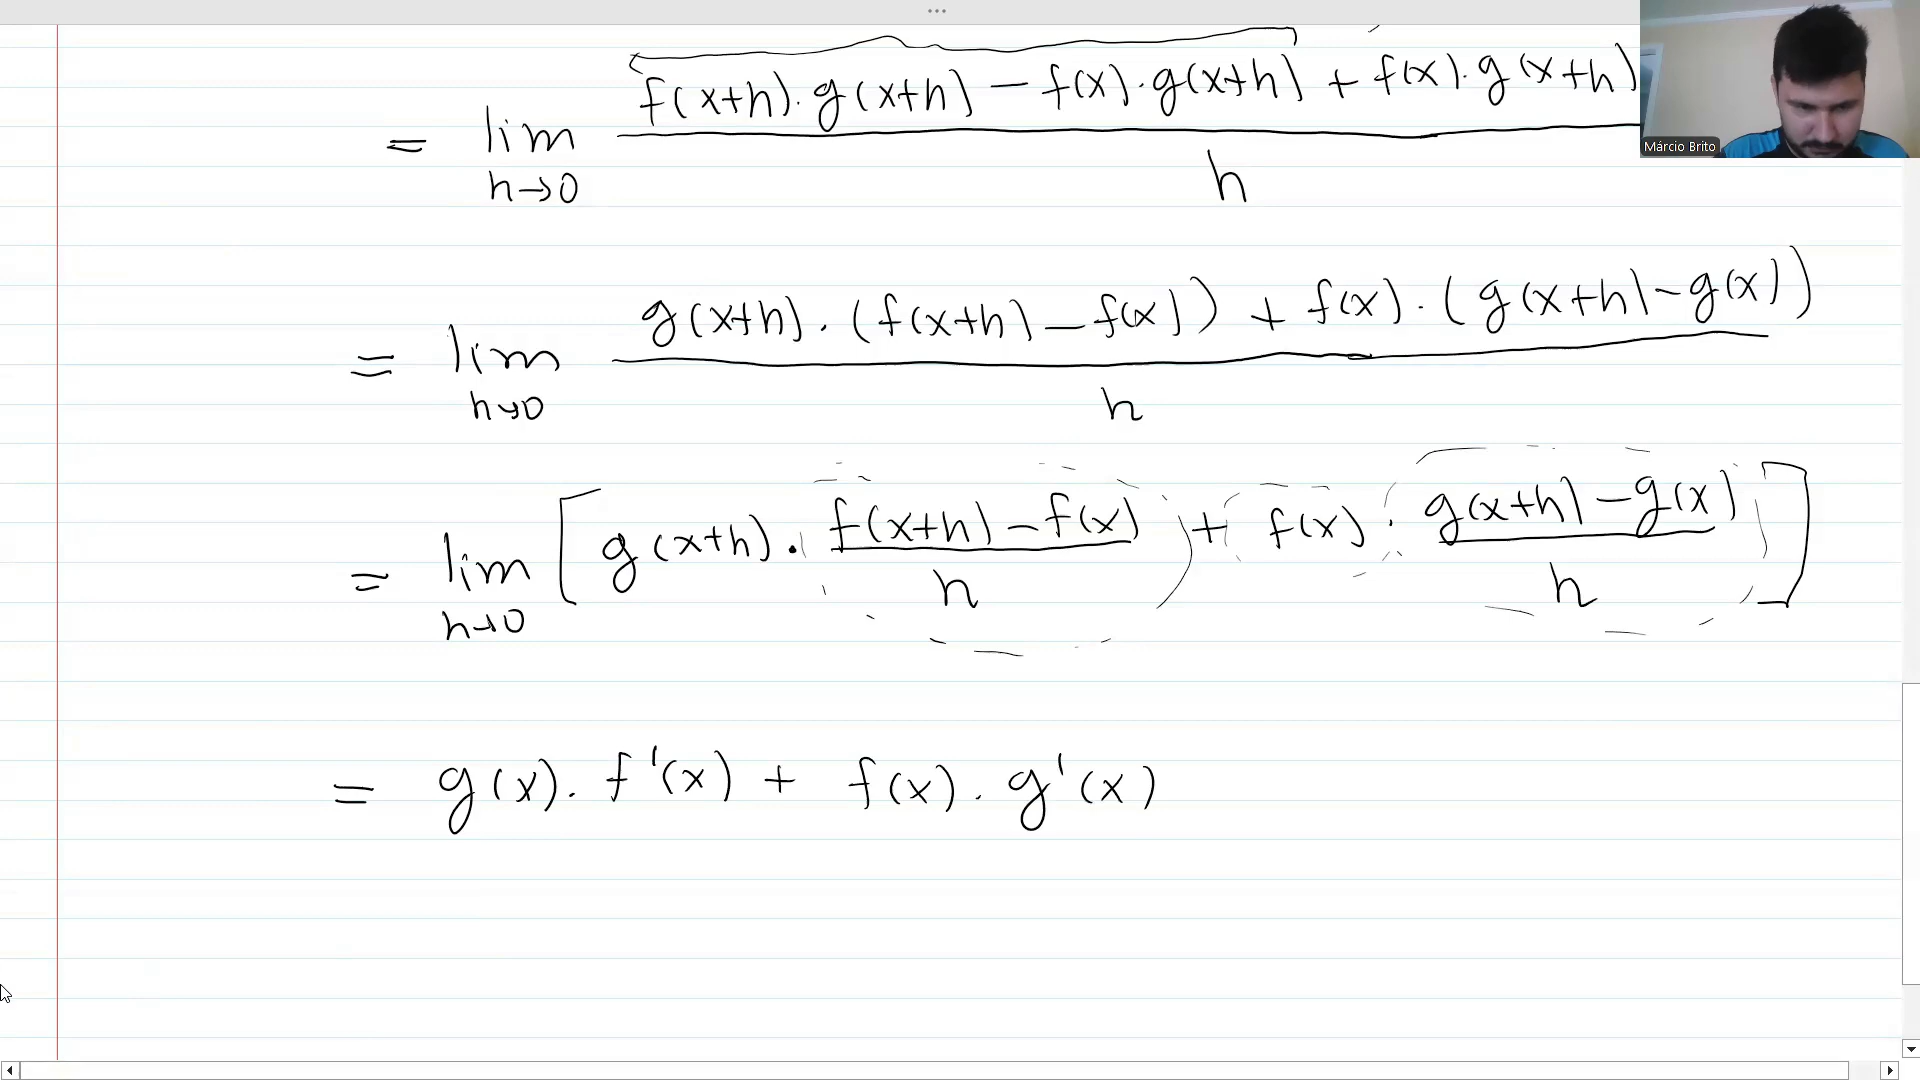 = lim h→0 f(x+h)·g(x+h) − f(x)·g(x+h) + f(x)·g(x+h) / h
Márcio Brito
= lim h→0 g(x+h)·(f(x+h) − f(x)) + f(x)·(g(x+h) − g(x)) / h
= lim h→0 [ g(x+h)· f(x+h) − f(x) / h + f(x)· g(x+h) − g(x) / h ]
= g(x)·f'(x) + f(x)·g'(x)